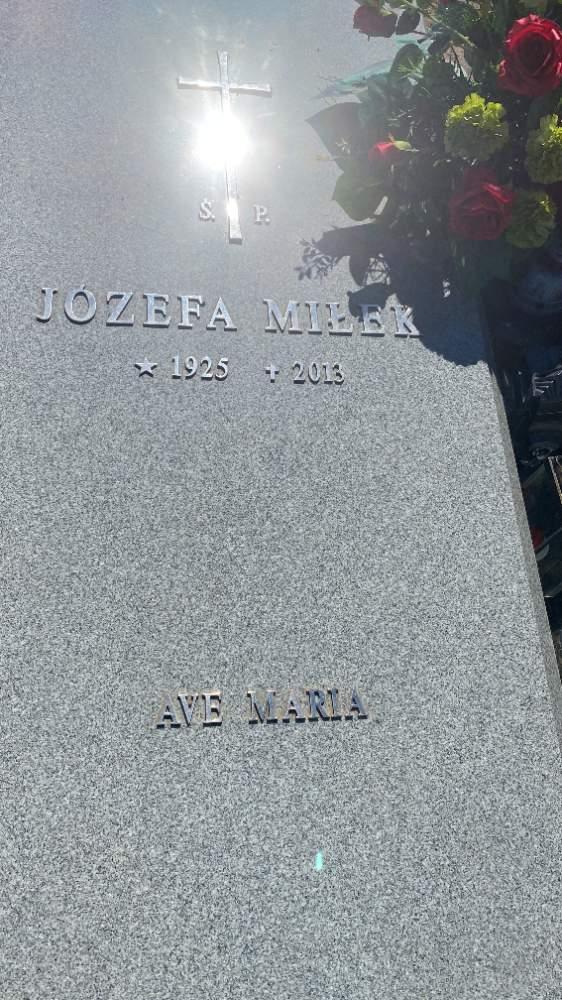 Ś. P.
JÓZEFA MIŁEK
★ 1925 ✝ 2013
AVE MARIA